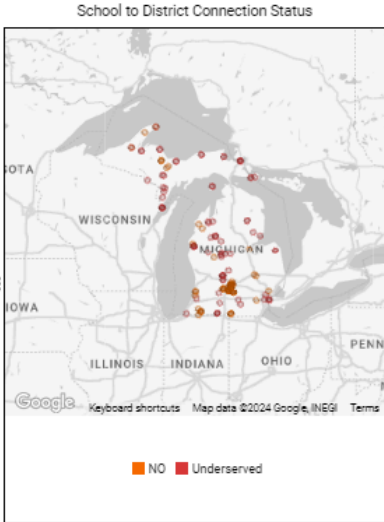 School to District Connection Status
SOTA
WISCONSIN
MICHIGAN
IOWA
ILLINOIS
INDIANA
OHIO
PENN
Google
Keyboard shortcuts Map data ©2024 Google, INEGI Terms
NO Underserved